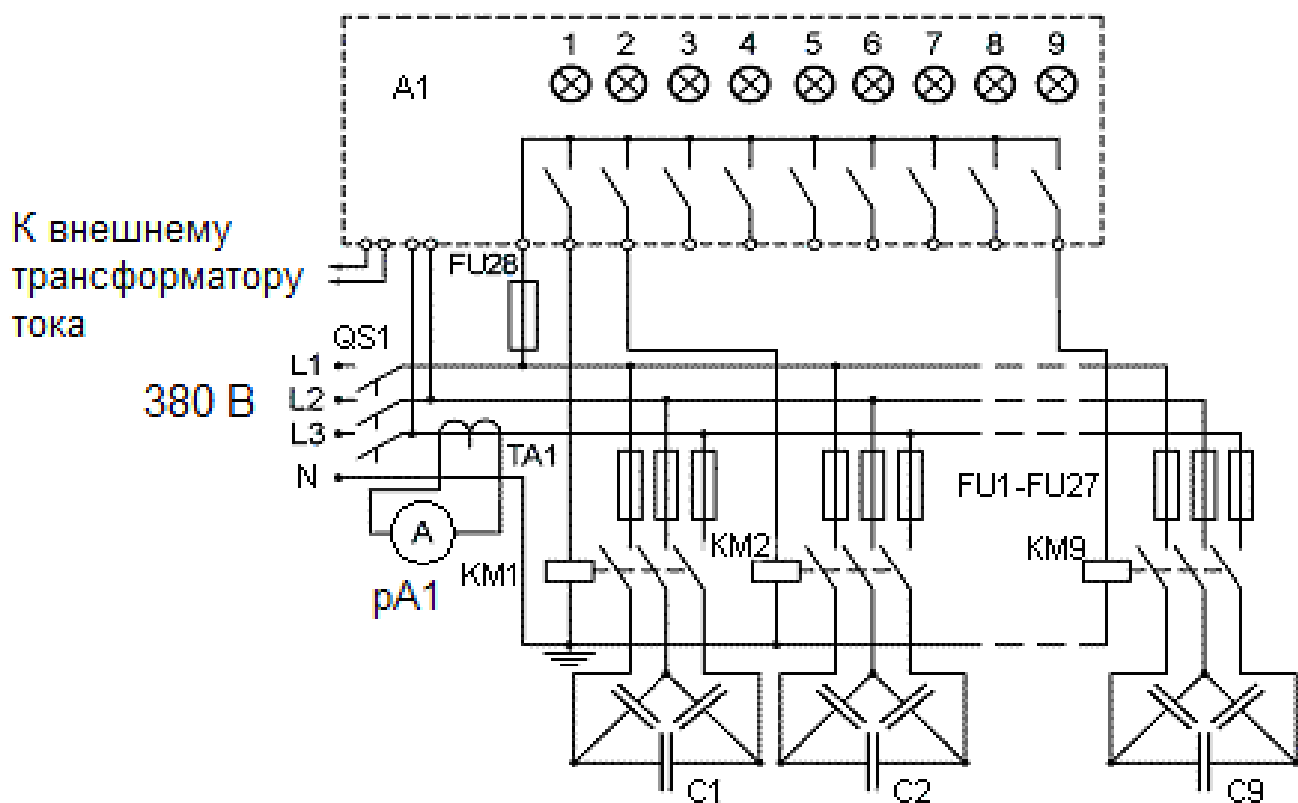 1 2 3 4 5 6 7 8 9
A1
К внешнему
трансформатору
тока
FU28
QS1
L1
380 В
L2
L3
TA1
N
FU1-FU27
A
KM1
KM2
KM9
pA1
C1
C2
C9